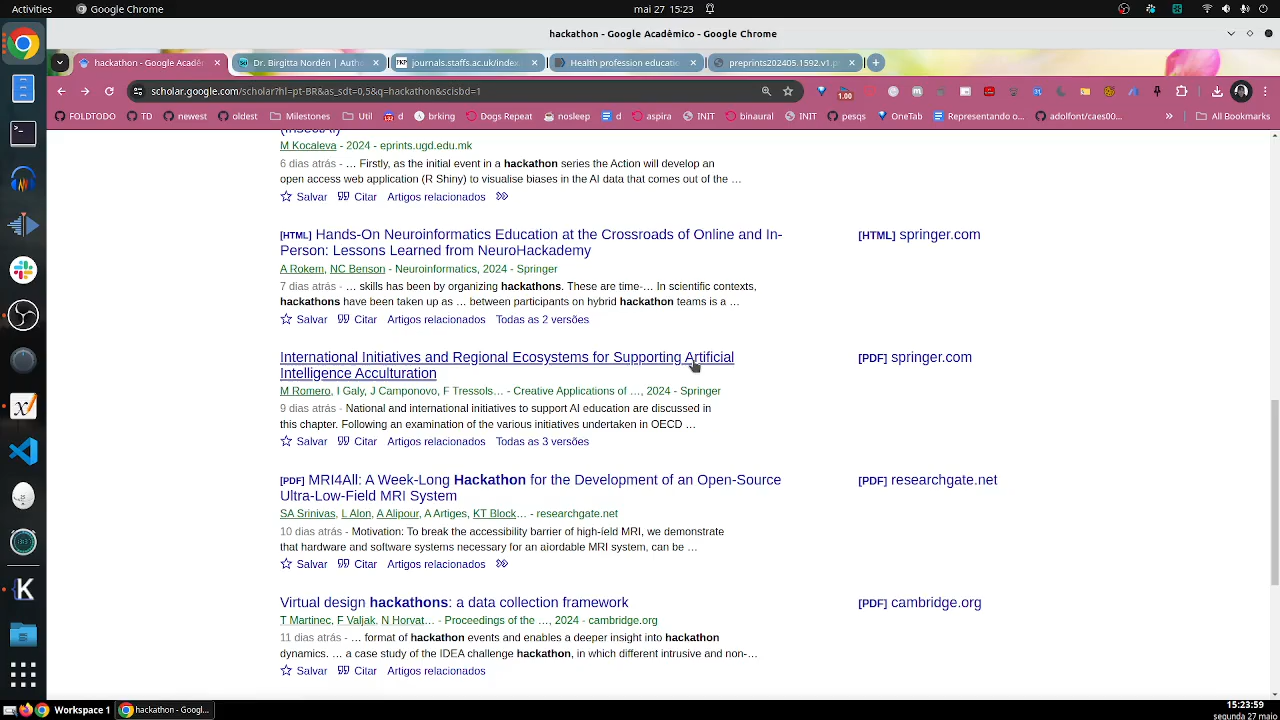 Activities
Google Chrome
mai 27 15:23
hackathon - Google Acadêmico - Google Chrome
hackathon - Google Acadê
Dr. Birgitta Nordén | Auth
journals.staffs.ac.uk/index.
Health profession educatio
preprints202405.1592.v1.p
scholar.google.com/scholar?hl=pt-BR&as_sdt=0,5&q=hackathon&scisbd=1
1.00
FOLDTODO
TD
newest
oldest
Milestones
Util
d
brking
Dogs Repeat
nosleep
d
aspira
INIT
binaural
INIT
pesqs
OneTab
Representando o...
adolfont/caes00...
»
All Bookmarks
M Kocaleva - 2024 - eprints.ugd.edu.mk
6 dias atrás - … Firstly, as the initial event in a hackathon series the Action will develop an
open access web application (R Shiny) to visualise biases in the AI data that comes out of the …
Salvar Citar Artigos relacionados
[HTML] Hands-On Neuroinformatics Education at the Crossroads of Online and In-
Person: Lessons Learned from NeuroHackademy
[HTML] springer.com
A Rokem, NC Benson - Neuroinformatics, 2024 - Springer
7 dias atrás - … skills has been by organizing hackathons. These are time-… In scientific contexts,
hackathons have been taken up as … between participants on hybrid hackathon teams is a …
Salvar Citar Artigos relacionados Todas as 2 versões
International Initiatives and Regional Ecosystems for Supporting Artificial
Intelligence Acculturation
[PDF] springer.com
M Romero, I Galy, J Camponovo, F Tressols… - Creative Applications of …, 2024 - Springer
9 dias atrás - National and international initiatives to support AI education are discussed in
this chapter. Following an examination of the various initiatives undertaken in OECD …
Salvar Citar Artigos relacionados Todas as 3 versões
[PDF] MRI4All: A Week-Long Hackathon for the Development of an Open-Source
Ultra-Low-Field MRI System
[PDF] researchgate.net
SA Srinivas, L Alon, A Alipour, A Artiges, KT Block… - researchgate.net
10 dias atrás - Motivation: To break the accessibility barrier of high-íeld MRI, we demonstrate
that hardware and software systems necessary for an aíordable MRI system, can be …
Salvar Citar Artigos relacionados
Virtual design hackathons: a data collection framework
[PDF] cambridge.org
T Martinec, F Valjak, N Horvat… - Proceedings of the …, 2024 - cambridge.org
11 dias atrás - … format of hackathon events and enables a deeper insight into hackathon
dynamics. … a case study of the IDEA challenge hackathon, in which different intrusive and non-…
Salvar Citar Artigos relacionados
Workspace 1
hackathon - Googl...
15:23:59
segunda 27 maio